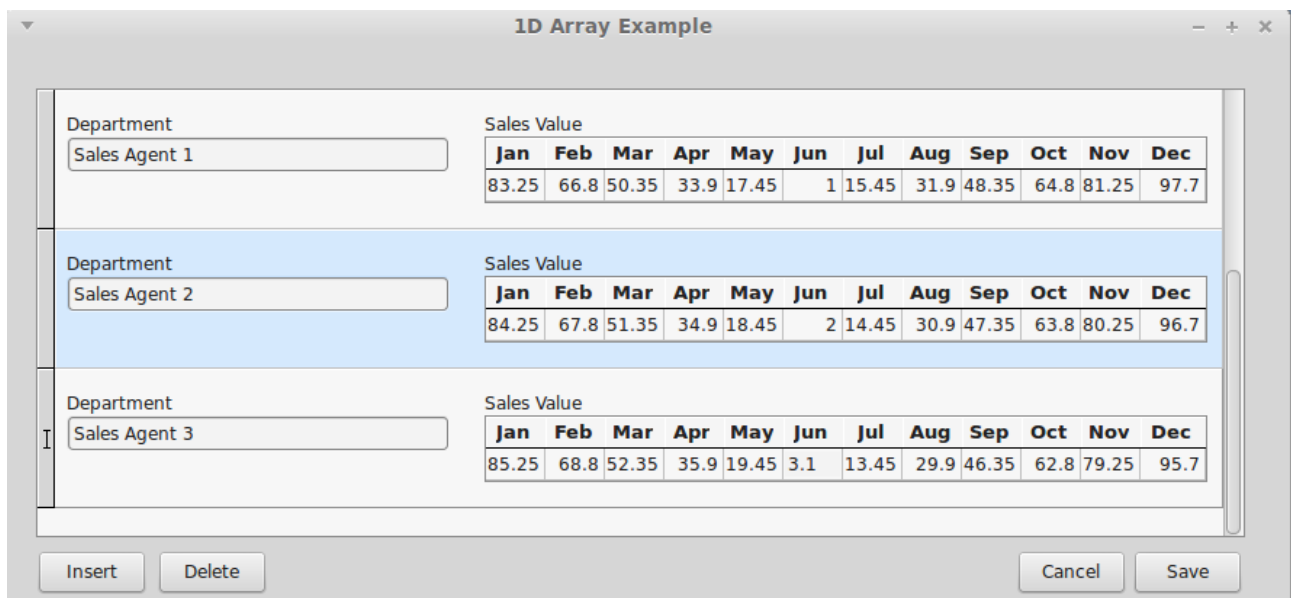 1D Array Example
Department Sales Value
Sales Agent 1
Jan Feb Mar Apr May Jun Jul Aug Sep Oct Nov Dec
83.25 66.8 50.35 33.9 17.45 1 15.45 31.9 48.35 64.8 81.25 97.7
Department Sales Value
Sales Agent 2
Jan Feb Mar Apr May Jun Jul Aug Sep Oct Nov Dec
84.25 67.8 51.35 34.9 18.45 2 14.45 30.9 47.35 63.8 80.25 96.7
Department Sales Value
Sales Agent 3
Jan Feb Mar Apr May Jun Jul Aug Sep Oct Nov Dec
85.25 68.8 52.35 35.9 19.45 3.1 13.45 29.9 46.35 62.8 79.25 95.7
Insert Delete Cancel Save